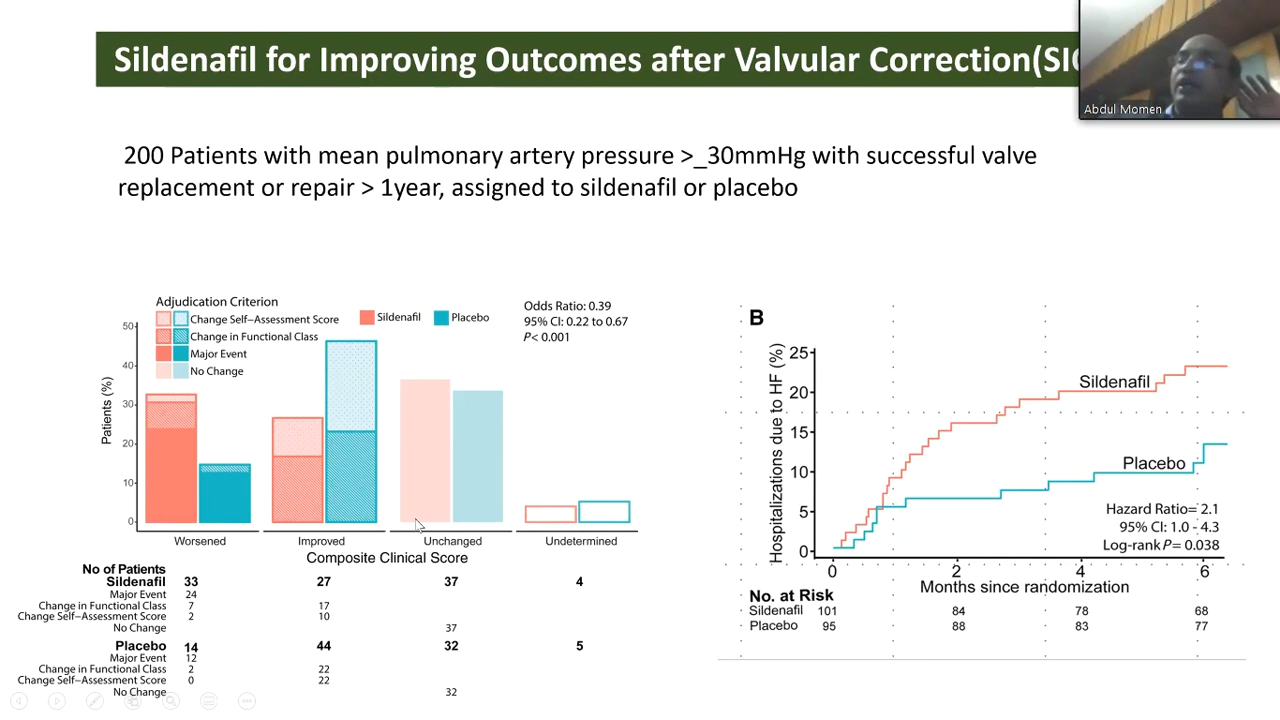 Sildenafil for Improving Outcomes after Valvular Correction(SIO
Abdul Momen
200 Patients with mean pulmonary artery pressure >_30mmHg with successful valve
replacement or repair > 1year, assigned to sildenafil or placebo
Adjudication Criterion
Change Self-Assessment Score
Change in Functional Class
Major Event
No Change
Sildenafil Placebo
Odds Ratio: 0.39
95% CI: 0.22 to 0.67
P< 0.001
Patients (%)
50
40
30
20
10
0
Worsened Improved Unchanged Undetermined
Composite Clinical Score
No of Patients
Sildenafil 33 27 37 4
Major Event 24
Change in Functional Class 7 17
Change Self-Assessment Score 2 10
No Change 37
Placebo 14 44 32 5
Major Event 12
Change in Functional Class 2 22
Change Self-Assessment Score 0 22
No Change 32
B
Hospitalizations due to HF (%)
25
20
15
10
5
0
Sildenafil
Placebo
Hazard Ratio= 2.1
95% CI: 1.0 - 4.3
Log-rank P= 0.038
0 2 4 6
Months since randomization
No. at Risk
Sildenafil 101 84 78 68
Placebo 95 88 83 77